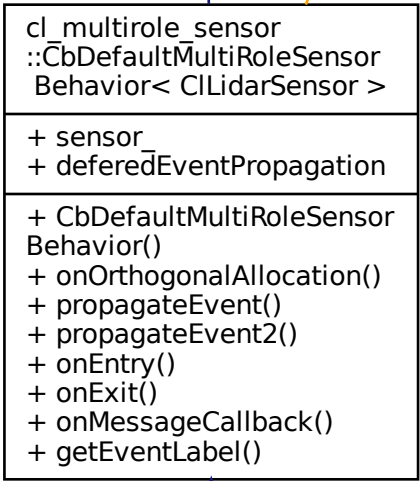 cl_multirole_sensor
::CbDefaultMultiRoleSensor
Behavior< ClLidarSensor >
+ sensor_
+ deferedEventPropagation
+ CbDefaultMultiRoleSensor
Behavior()
+ onOrthogonalAllocation()
+ propagateEvent()
+ propagateEvent2()
+ onEntry()
+ onExit()
+ onMessageCallback()
+ getEventLabel()